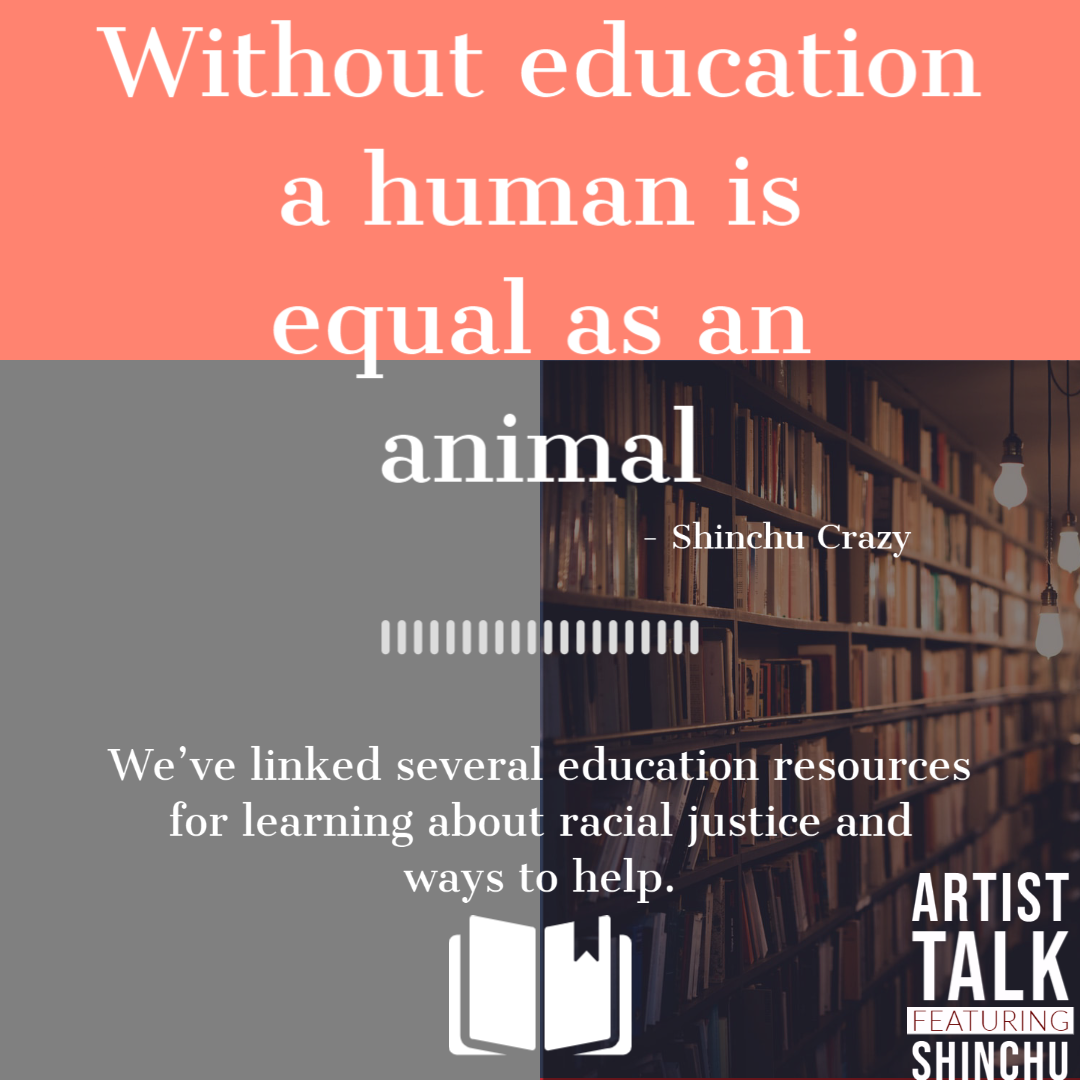 Without education
a human is
equal as an
animal
- Shinchu Crazy
We’ve linked several education resources
for learning about racial justice and
ways to help.
ARTIST
TALK
FEATURING
SHINCHU